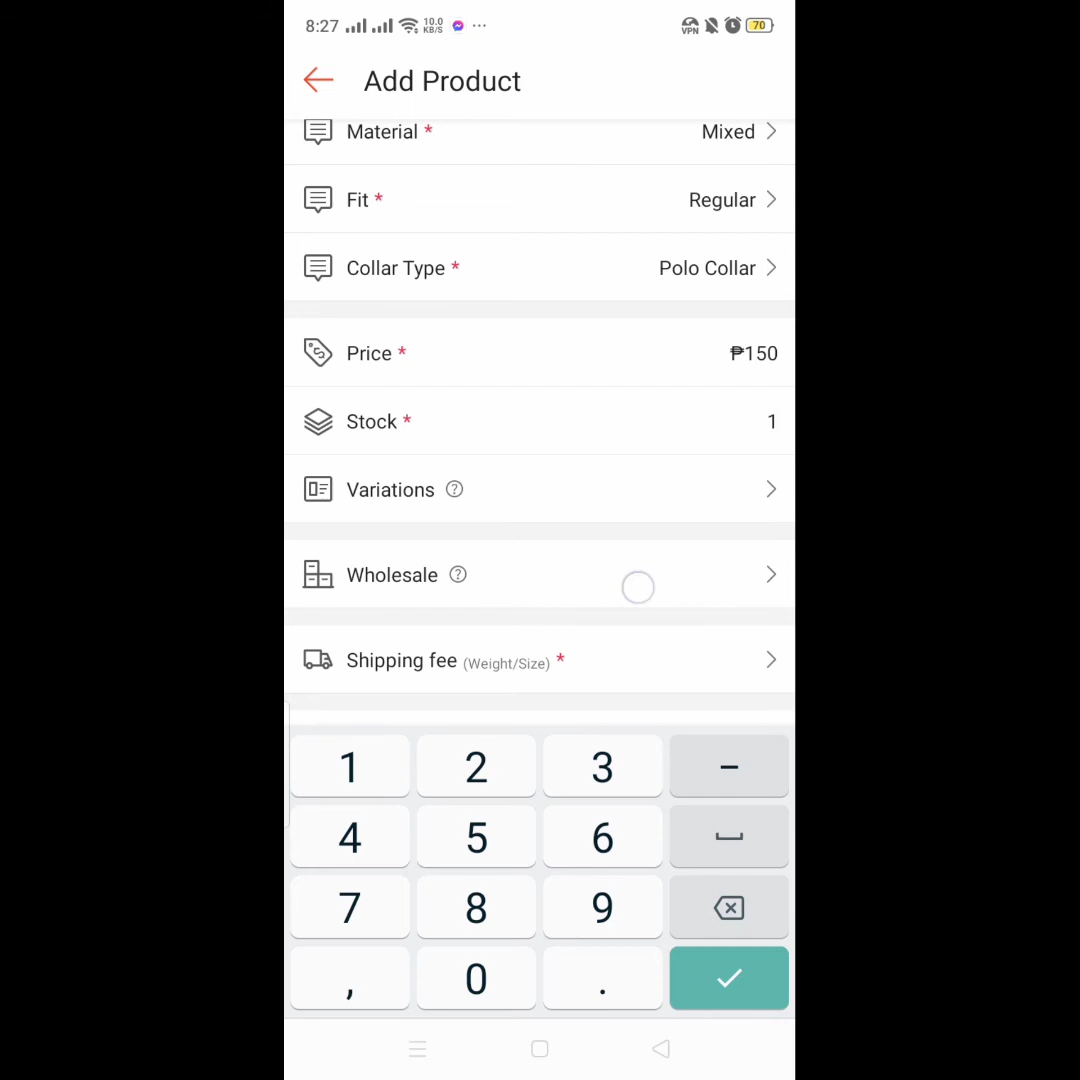 8:27 10.0 KB/S ... VPN 70
Add Product
Material * Mixed
Fit * Regular
Collar Type * Polo Collar
Price * ₱150
Stock * 1
Variations ?
Wholesale ?
Shipping fee (Weight/Size) *
1 2 3 –
4 5 6
7 8 9
, 0 .